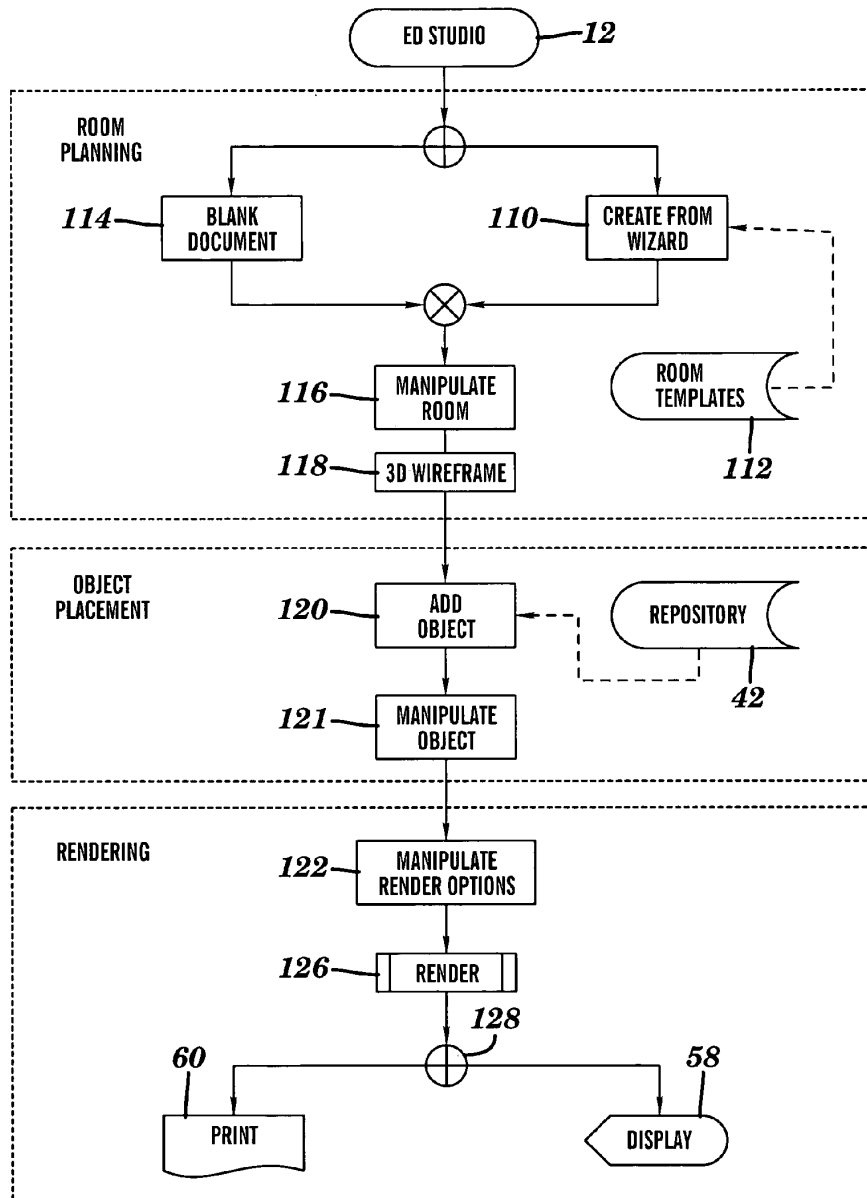 ED STUDIO
12
ROOM
PLANNING
114
BLANK
DOCUMENT
110
CREATE FROM
WIZARD
116
MANIPULATE
ROOM
ROOM
TEMPLATES
112
118
3D WIREFRAME
OBJECT
PLACEMENT
120
ADD
OBJECT
REPOSITORY
42
121
MANIPULATE
OBJECT
RENDERING
122
MANIPULATE
RENDER OPTIONS
126
RENDER
128
60
PRINT
58
DISPLAY